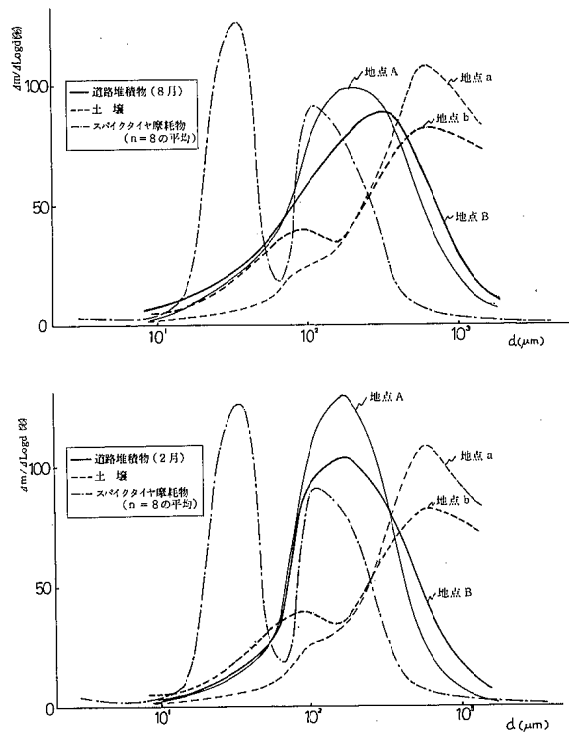 Δm/ΔLogd (%)
100
50
0
道路堆積物 (8月)
土 壌
スパイクタイヤ摩耗物
(n=8の平均)
地点A
地点a
地点b
地点B
10¹
10²
10³
d(μm)
Δm/ΔLogd (%)
100
50
0
道路堆積物 (2月)
土 壌
スパイクタイヤ摩耗物
(n=8の平均)
地点A
地点a
地点b
地点B
10¹
10²
10³
d(μm)